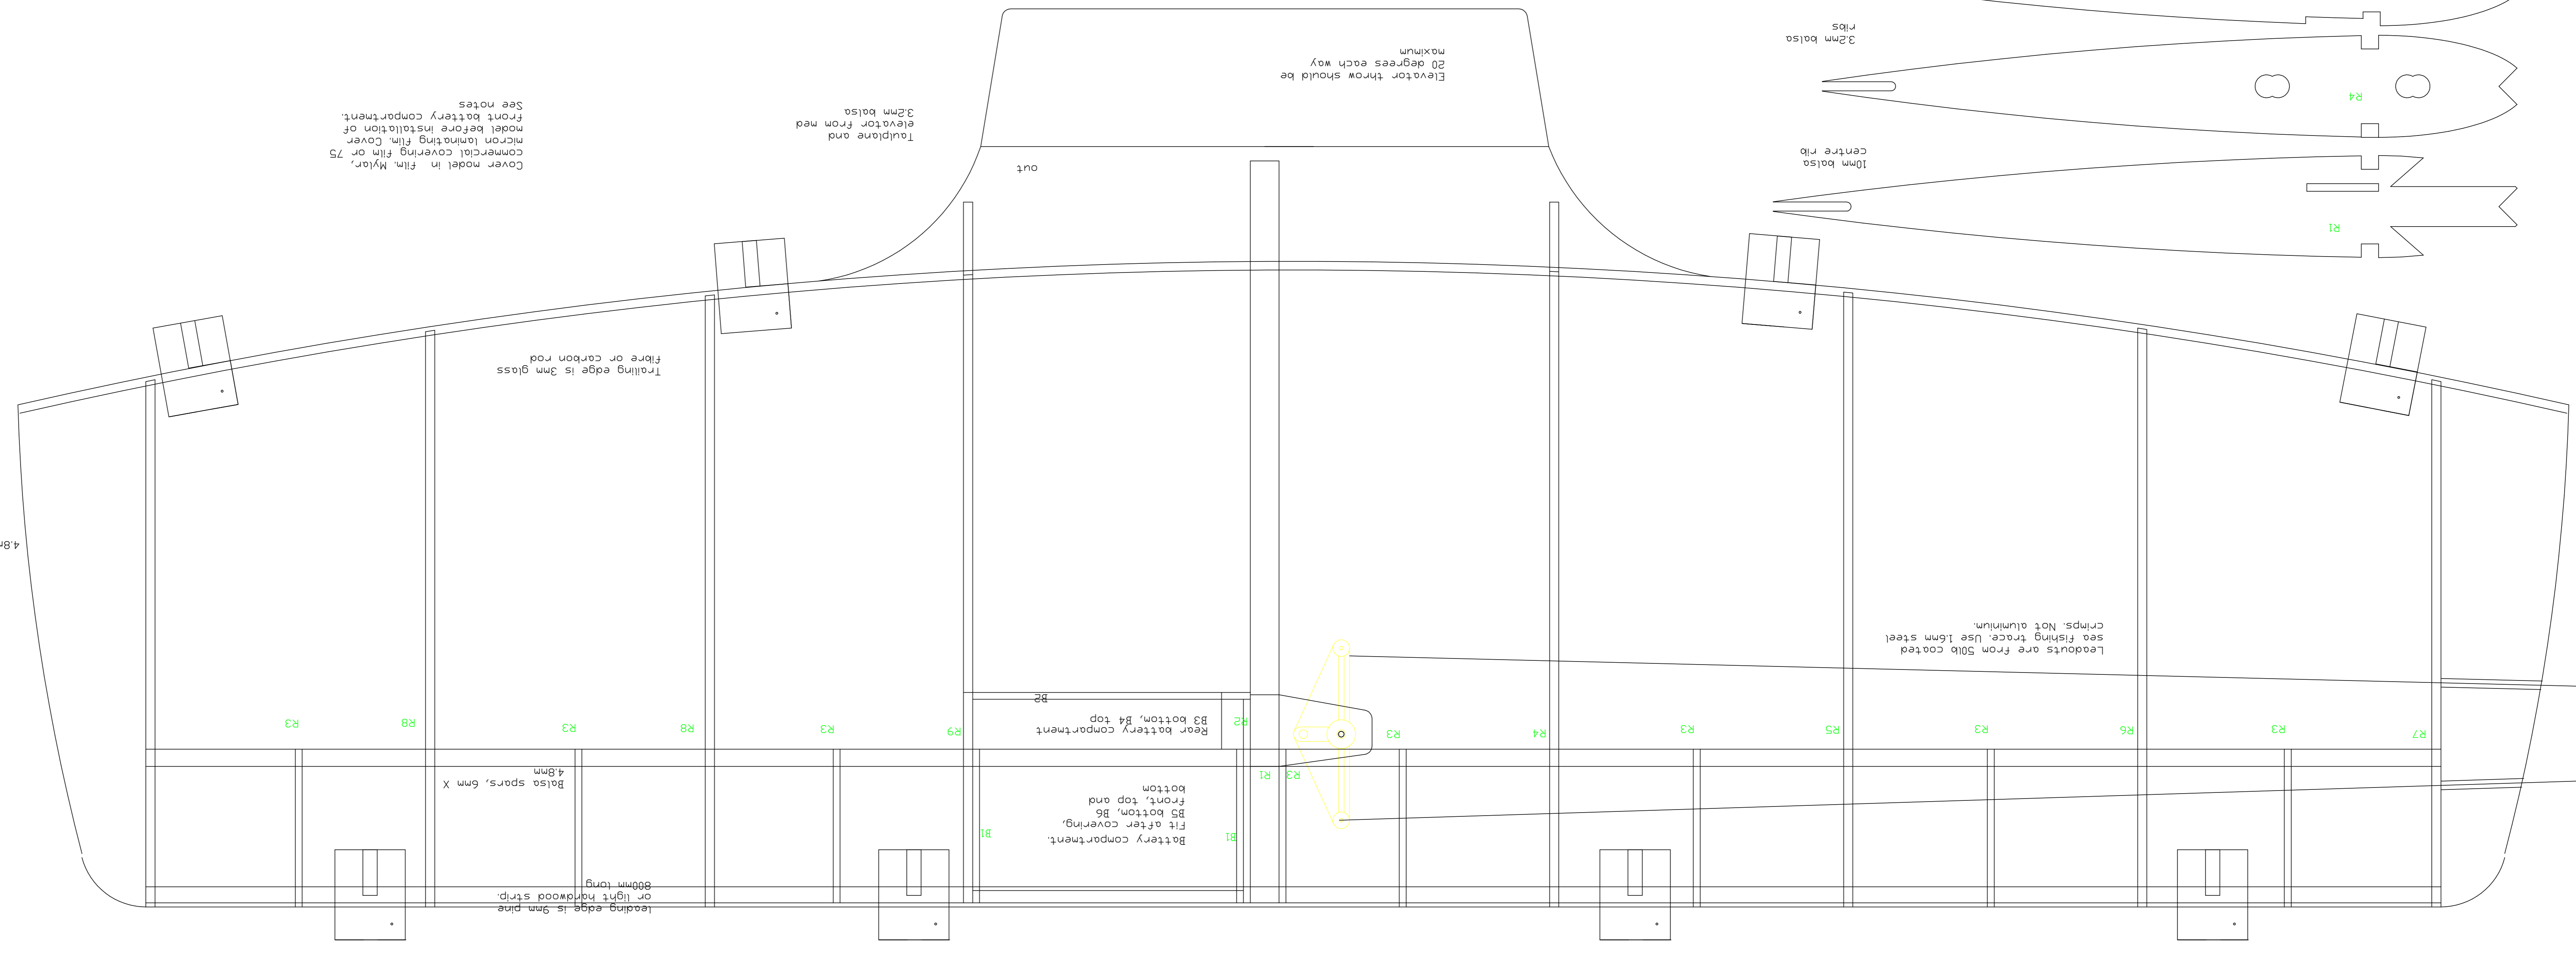 leading edge is 9mm pine
or light hardwood strip.
800mm long
Battery compartment.
Fit after covering,
B5 bottom, B6
front, top and
bottom
B1
B1
Balsa spars, 6mm X
4.8mm
R3
R1
R7
R3
R6
R3
R5
R3
R4
R3
R2
Rear battery compartment
B3 bottom, B4 top
B2
R9
R3
R8
R3
R8
R3
Leadouts are from 50lb coated
sea fishing trace. Use 1.6mm steel
crimps. Not aluminium.
4.8m
Trailing edge is 3mm glass
fibre or carbon rod
R1
10mm balsa
centre rib
out
Cover model in film. Mylar,
commercial covering film or 75
micron laminating film. Cover
model before installation of
front battery compartment.
See notes
Taulplane and
elevator from med
3.2mm balsa
R4
Elevator throw should be
20 degrees each way
maximum
3.2mm balsa
ribs